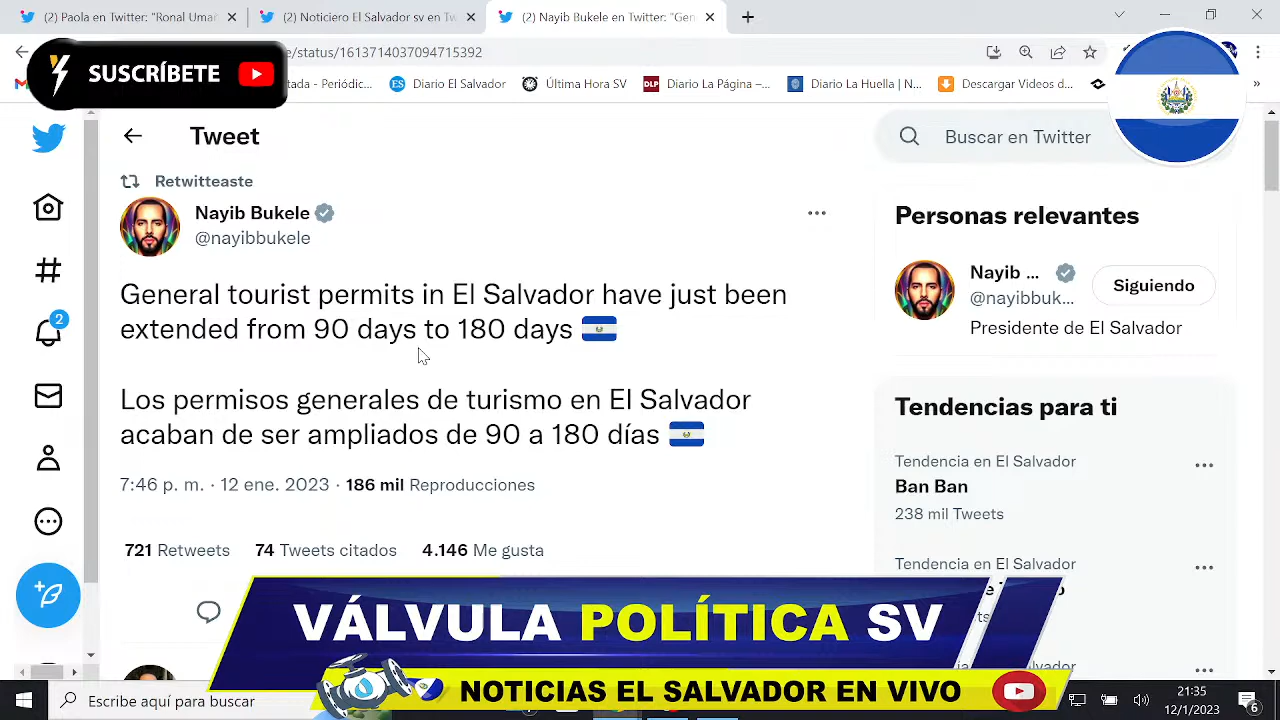 (2) Paola
(2) El Salvador sv en Tw
(2) Nayib Bukele en Twitter: "Gen
e/status/1613714037094715392
SUSCRÍBETE
Diario El Salvador
Última Hora SV
DLP
Diario La Página –...
Diario La Huella | N...
Descargar Videos d...
»
Tweet
Buscar en Twitter
Retwitteaste
Nayib Bukele
@nayibbukele
General tourist permits in El Salvador have just been
extended from 90 days to 180 days
Los permisos generales de turismo en El Salvador
acaban de ser ampliados de 90 a 180 días
7:46 p. m. · 12 ene. 2023 · 186 mil Reproducciones
721 Retweets 74 Tweets citados 4.146 Me gusta
2
Personas relevantes
Nayib ...
@nayibbuk...
Siguiendo
Presidente de El Salvador
Tendencias para ti
Tendencia en El Salvador
Ban Ban
238 mil Tweets
Tendencia en El Salvador
VÁLVULA POLÍTICA SV
NOTICIAS EL SALVADOR EN VIVO
Escribe aquí para buscar
21:35
12/1/2023